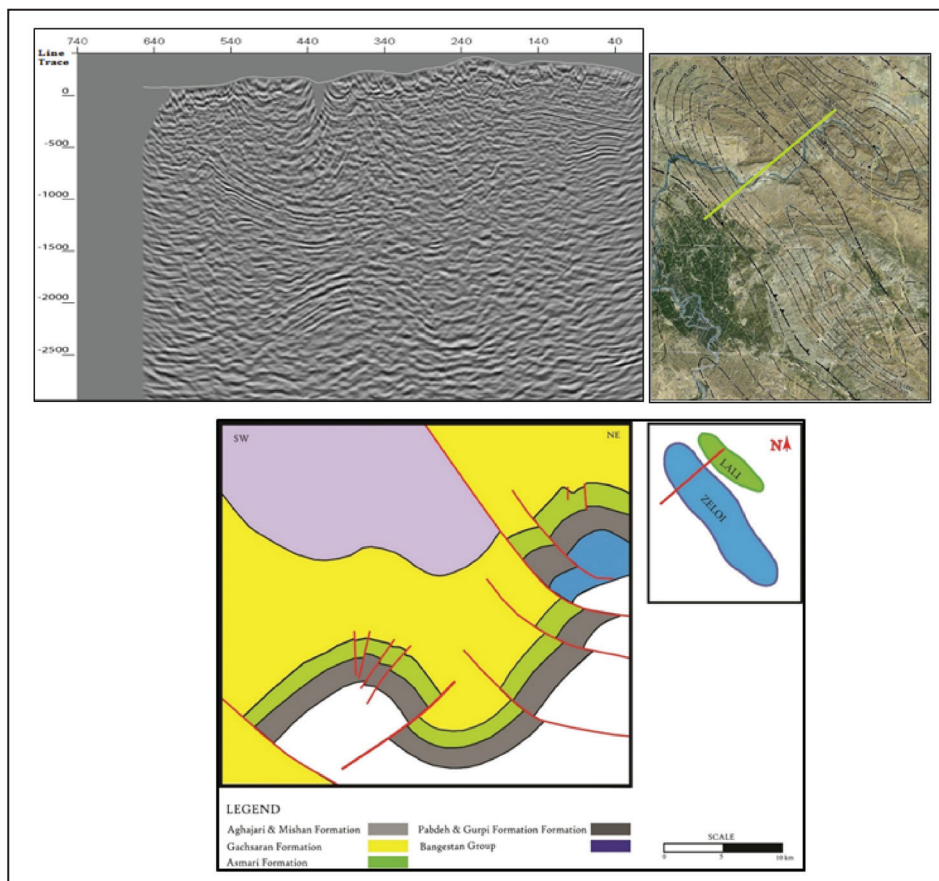 740 640 540 440 340 240 140 40
Line
Trace
0
-500
-1000
-1500
-2000
-2500
SW NE
N
LALI
ZELOI
LEGEND
Aghajari & Mishan Formation
Pabdeh & Gurpi Formation Formation
Gachsaran Formation
Bangestan Group
Asmari Formation
SCALE
0 5 10 km